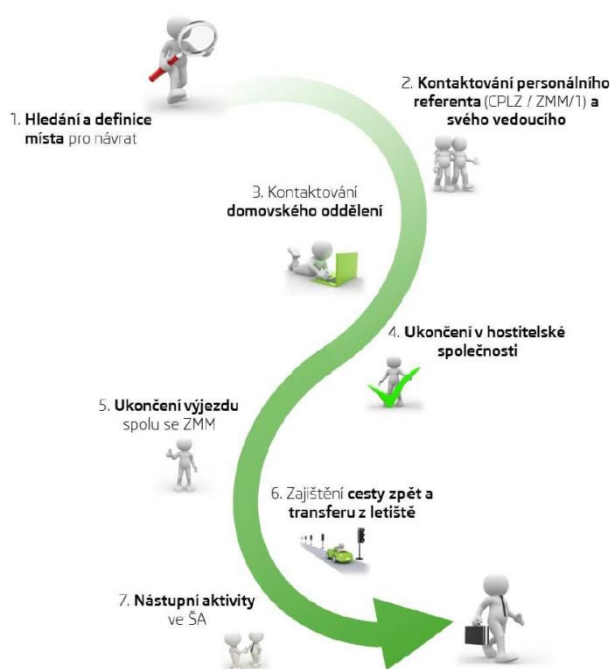 1. Hledání a definice
místa pro návrat
2. Kontaktování personálního
referenta (CPLZ / ZMM/1) a
svého vedoucího
3. Kontaktování
domovského oddělení
4. Ukončení v hostitelské
společnosti
5. Ukončení výjezdu
spolu se ZMM
6. Zajištění cesty zpět a
transferu z letiště
7. Nástupní aktivity
ve ŠA